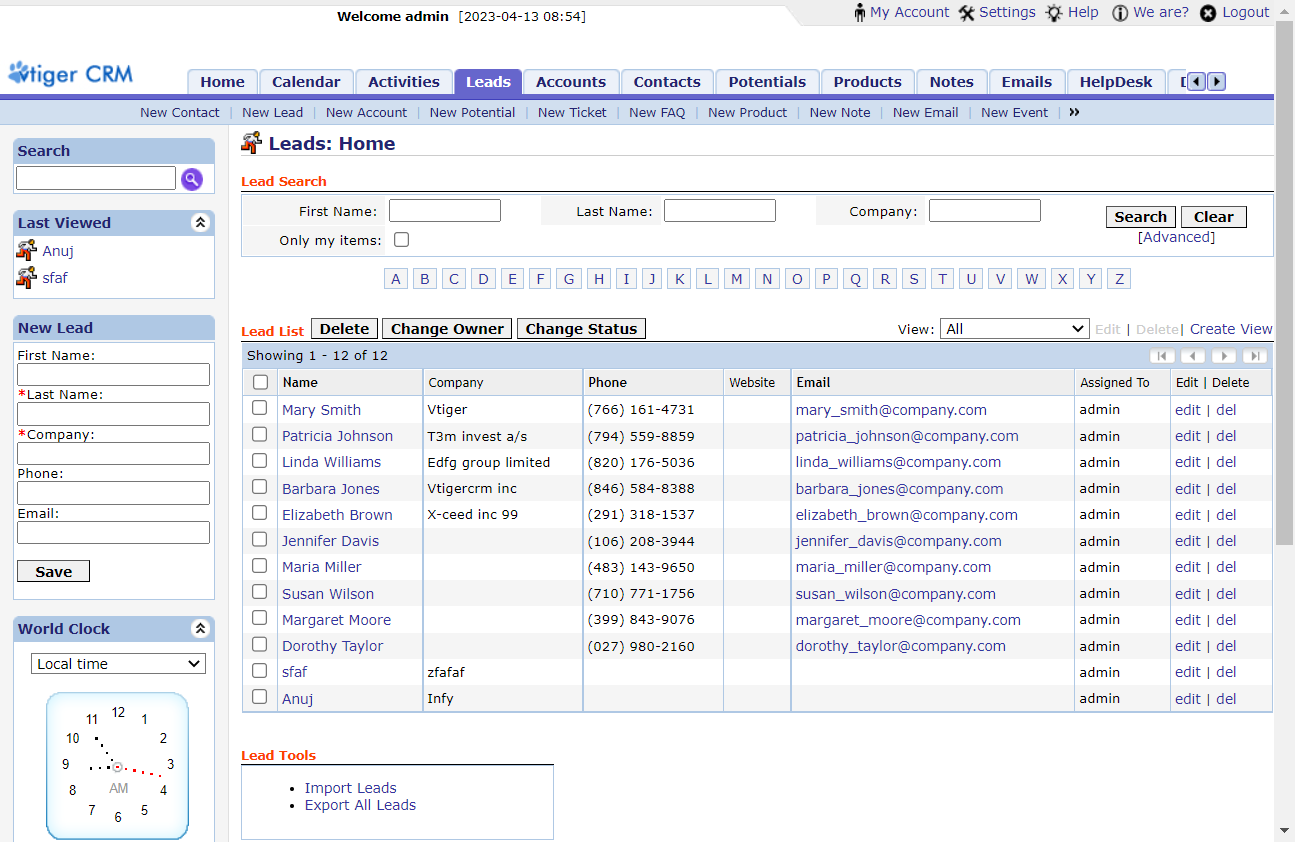 Welcome admin [2023-04-13 08:54]
My Account Settings Help We are? Logout
vtiger CRM
Home Calendar Activities Leads Accounts Contacts Potentials Products Notes Emails HelpDesk
New Contact | New Lead | New Account | New Potential | New Ticket | New FAQ | New Product | New Note | New Email | New Event | »
Search
Last Viewed
Anuj
sfaf
New Lead
First Name:
*Last Name:
*Company:
Phone:
Email:
Save
World Clock
Local time
12
11 1
10 2
9 3
AM
8 4
7 5
6
Leads: Home
Lead Search
First Name: Last Name: Company: Search Clear
Only my items: [Advanced]
A B C D E F G H I J K L M N O P Q R S T U V W X Y Z
Lead List Delete Change Owner Change Status View: All Edit | Delete| Create View
Showing 1 - 12 of 12
Name Company Phone Website Email Assigned To Edit | Delete
Mary Smith Vtiger (766) 161-4731 mary_smith@company.com admin edit | del
Patricia Johnson T3m invest a/s (794) 559-8859 patricia_johnson@company.com admin edit | del
Linda Williams Edfg group limited (820) 176-5036 linda_williams@company.com admin edit | del
Barbara Jones Vtigercrm inc (846) 584-8388 barbara_jones@company.com admin edit | del
Elizabeth Brown X-ceed inc 99 (291) 318-1537 elizabeth_brown@company.com admin edit | del
Jennifer Davis (106) 208-3944 jennifer_davis@company.com admin edit | del
Maria Miller (483) 143-9650 maria_miller@company.com admin edit | del
Susan Wilson (710) 771-1756 susan_wilson@company.com admin edit | del
Margaret Moore (399) 843-9076 margaret_moore@company.com admin edit | del
Dorothy Taylor (027) 980-2160 dorothy_taylor@company.com admin edit | del
sfaf zfafaf admin edit | del
Anuj Infy admin edit | del
Lead Tools
• Import Leads
• Export All Leads